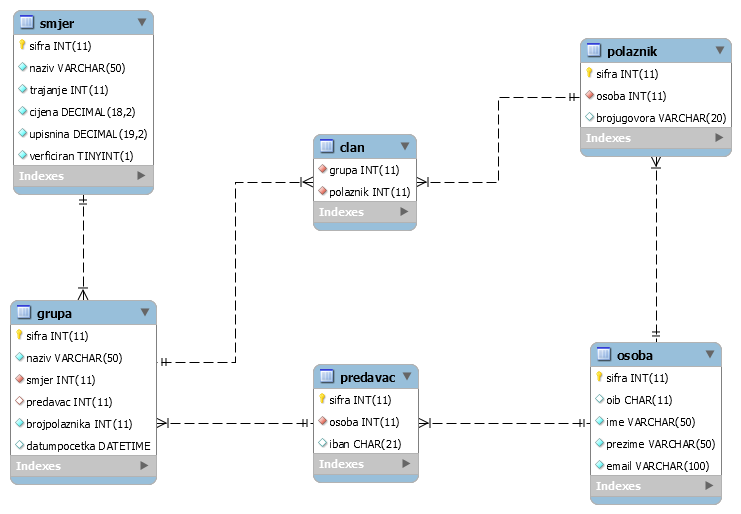 smjer
sifra INT(11)
naziv VARCHAR(50)
trajanje INT(11)
cijena DECIMAL(18,2)
upisnina DECIMAL(19,2)
verficiran TINYINT(1)
Indexes
polaznik
sifra INT(11)
osoba INT(11)
brojugovora VARCHAR(20)
Indexes
clan
grupa INT(11)
polaznik INT(11)
Indexes
grupa
sifra INT(11)
naziv VARCHAR(50)
smjer INT(11)
predavac INT(11)
brojpolaznika INT(11)
datumpocetka DATETIME
Indexes
predavac
sifra INT(11)
osoba INT(11)
iban CHAR(21)
Indexes
osoba
sifra INT(11)
oib CHAR(11)
ime VARCHAR(50)
prezime VARCHAR(50)
email VARCHAR(100)
Indexes